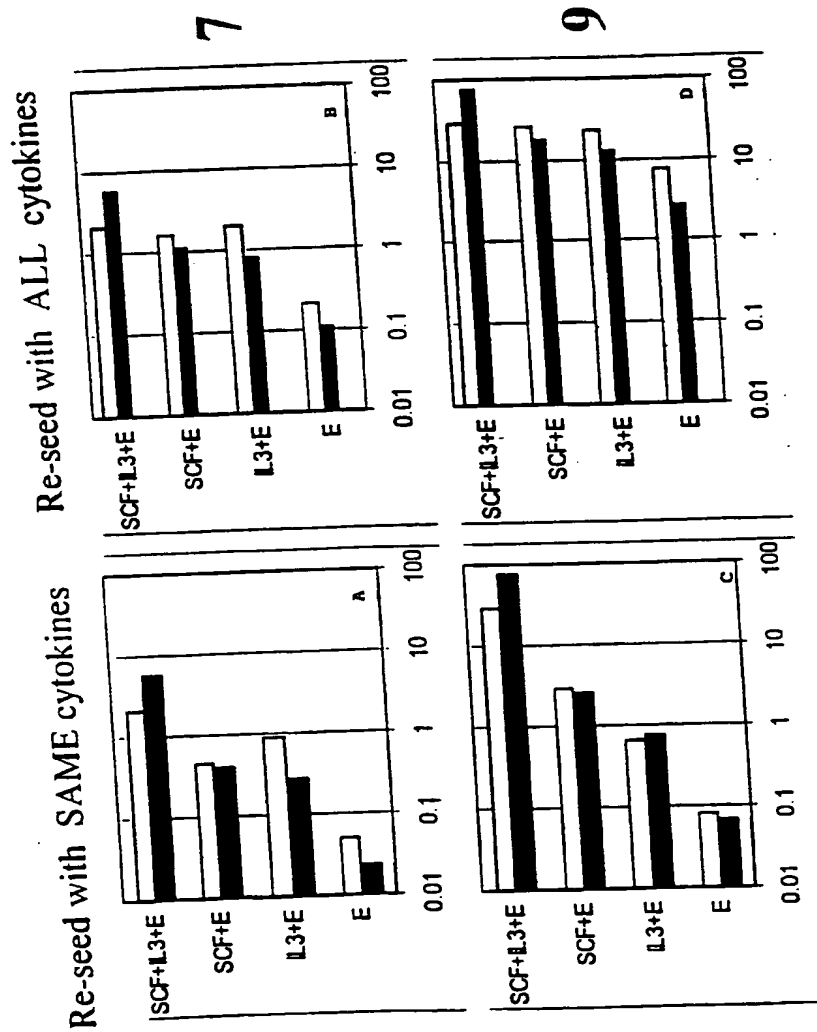 Re-seed with SAME cytokines
Re-seed with ALL cytokines
SCF+IL3+E
SCF+E
IL3+E
E
A
0.01 0.1 1 10 100
SCF+IL3+E
SCF+E
IL3+E
E
B
0.01 0.1 1 10 100
7
SCF+IL3+E
SCF+E
IL3+E
E
C
0.01 0.1 1 10 100
SCF+IL3+E
SCF+E
IL3+E
E
D
0.01 0.1 1 10 100
9